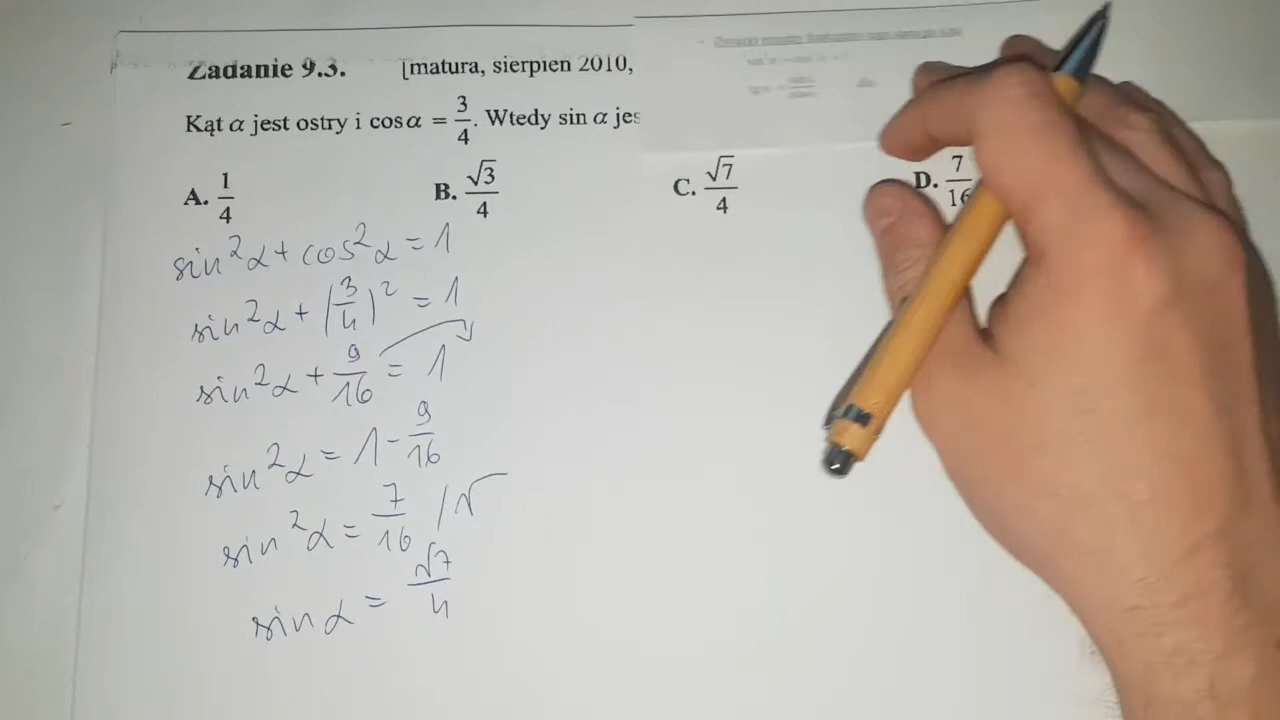 Zadanie 9.3. [matura, sierpien 2010,
Kąt α jest ostry i cos α = 3/4. Wtedy sin α jes
A. 1/4 B. √3/4 C. √7/4 D. 7/16
sin²α + cos²α = 1
sin²α + (3/4)² = 1
sin²α + 9/16 = 1
sin²α = 1 - 9/16
sin²α = 7/16 /√
sin α = √7/4